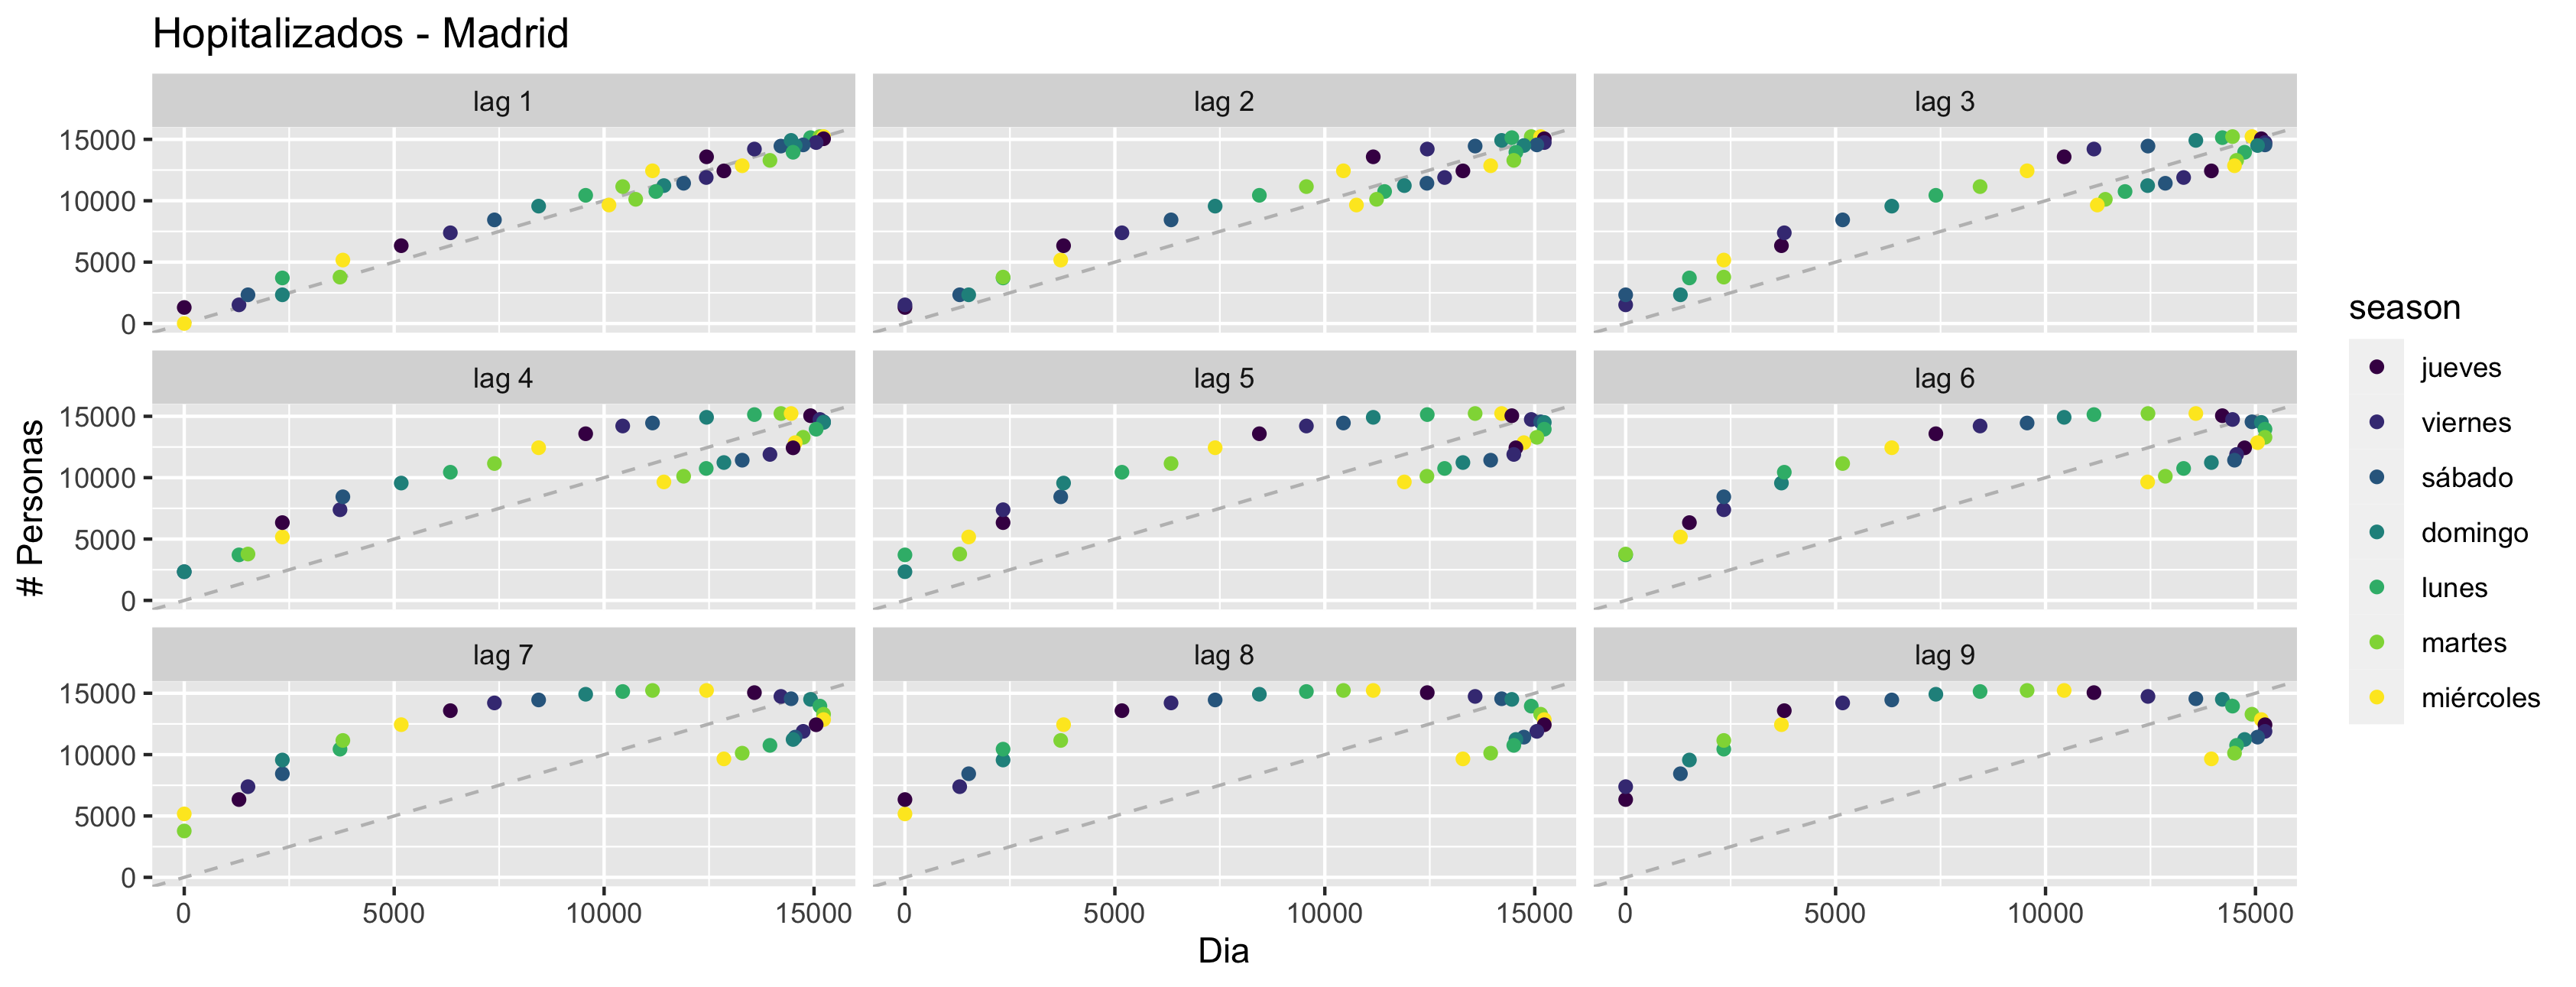 Hopitalizados - Madrid
lag 1
lag 2
lag 3
15000
10000
5000
0
lag 4
lag 5
lag 6
15000
10000
5000
0
lag 7
lag 8
lag 9
15000
10000
5000
0
0 5000 10000 15000
0 5000 10000 15000
0 5000 10000 15000
Dia
# Personas
season
jueves
viernes
sábado
domingo
lunes
martes
miércoles